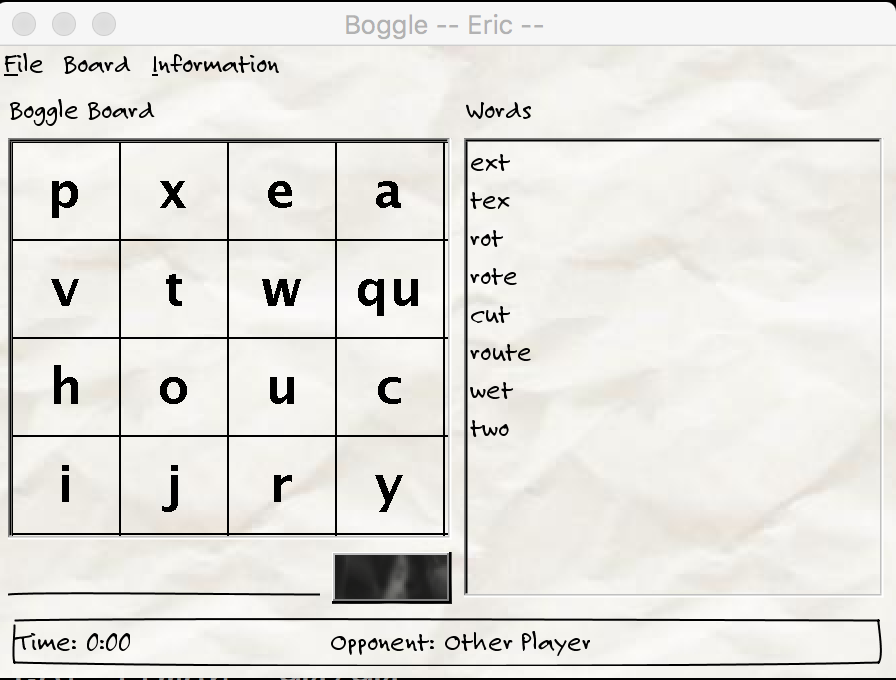 Boggle -- Eric --
File Board Information
Boggle Board
p x e a
v t w qu
h o u c
i j r y
Words
ext
tex
rot
rote
cut
route
wet
two
Time: 0:00 Opponent: Other Player